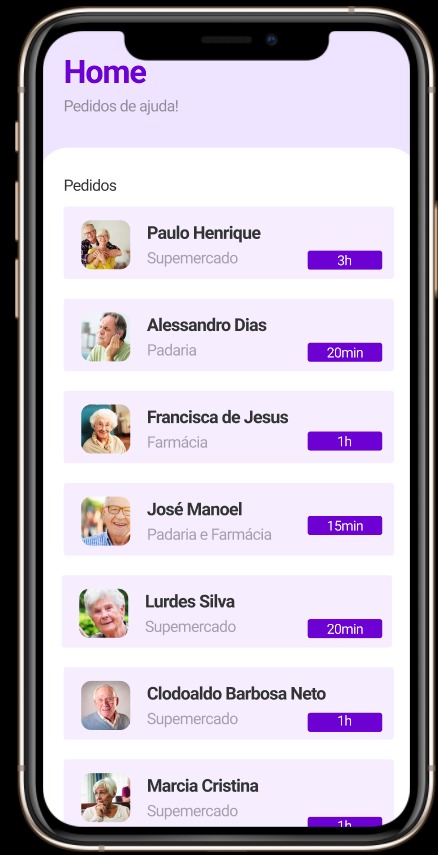 Home
Pedidos de ajuda!
Pedidos
Paulo Henrique
Supemercado
3h
Alessandro Dias
Padaria
20min
Francisca de Jesus
Farmácia
1h
José Manoel
Padaria e Farmácia
15min
Lurdes Silva
Supemercado
20min
Clodoaldo Barbosa Neto
Supemercado
1h
Marcia Cristina
Supemercado
1h